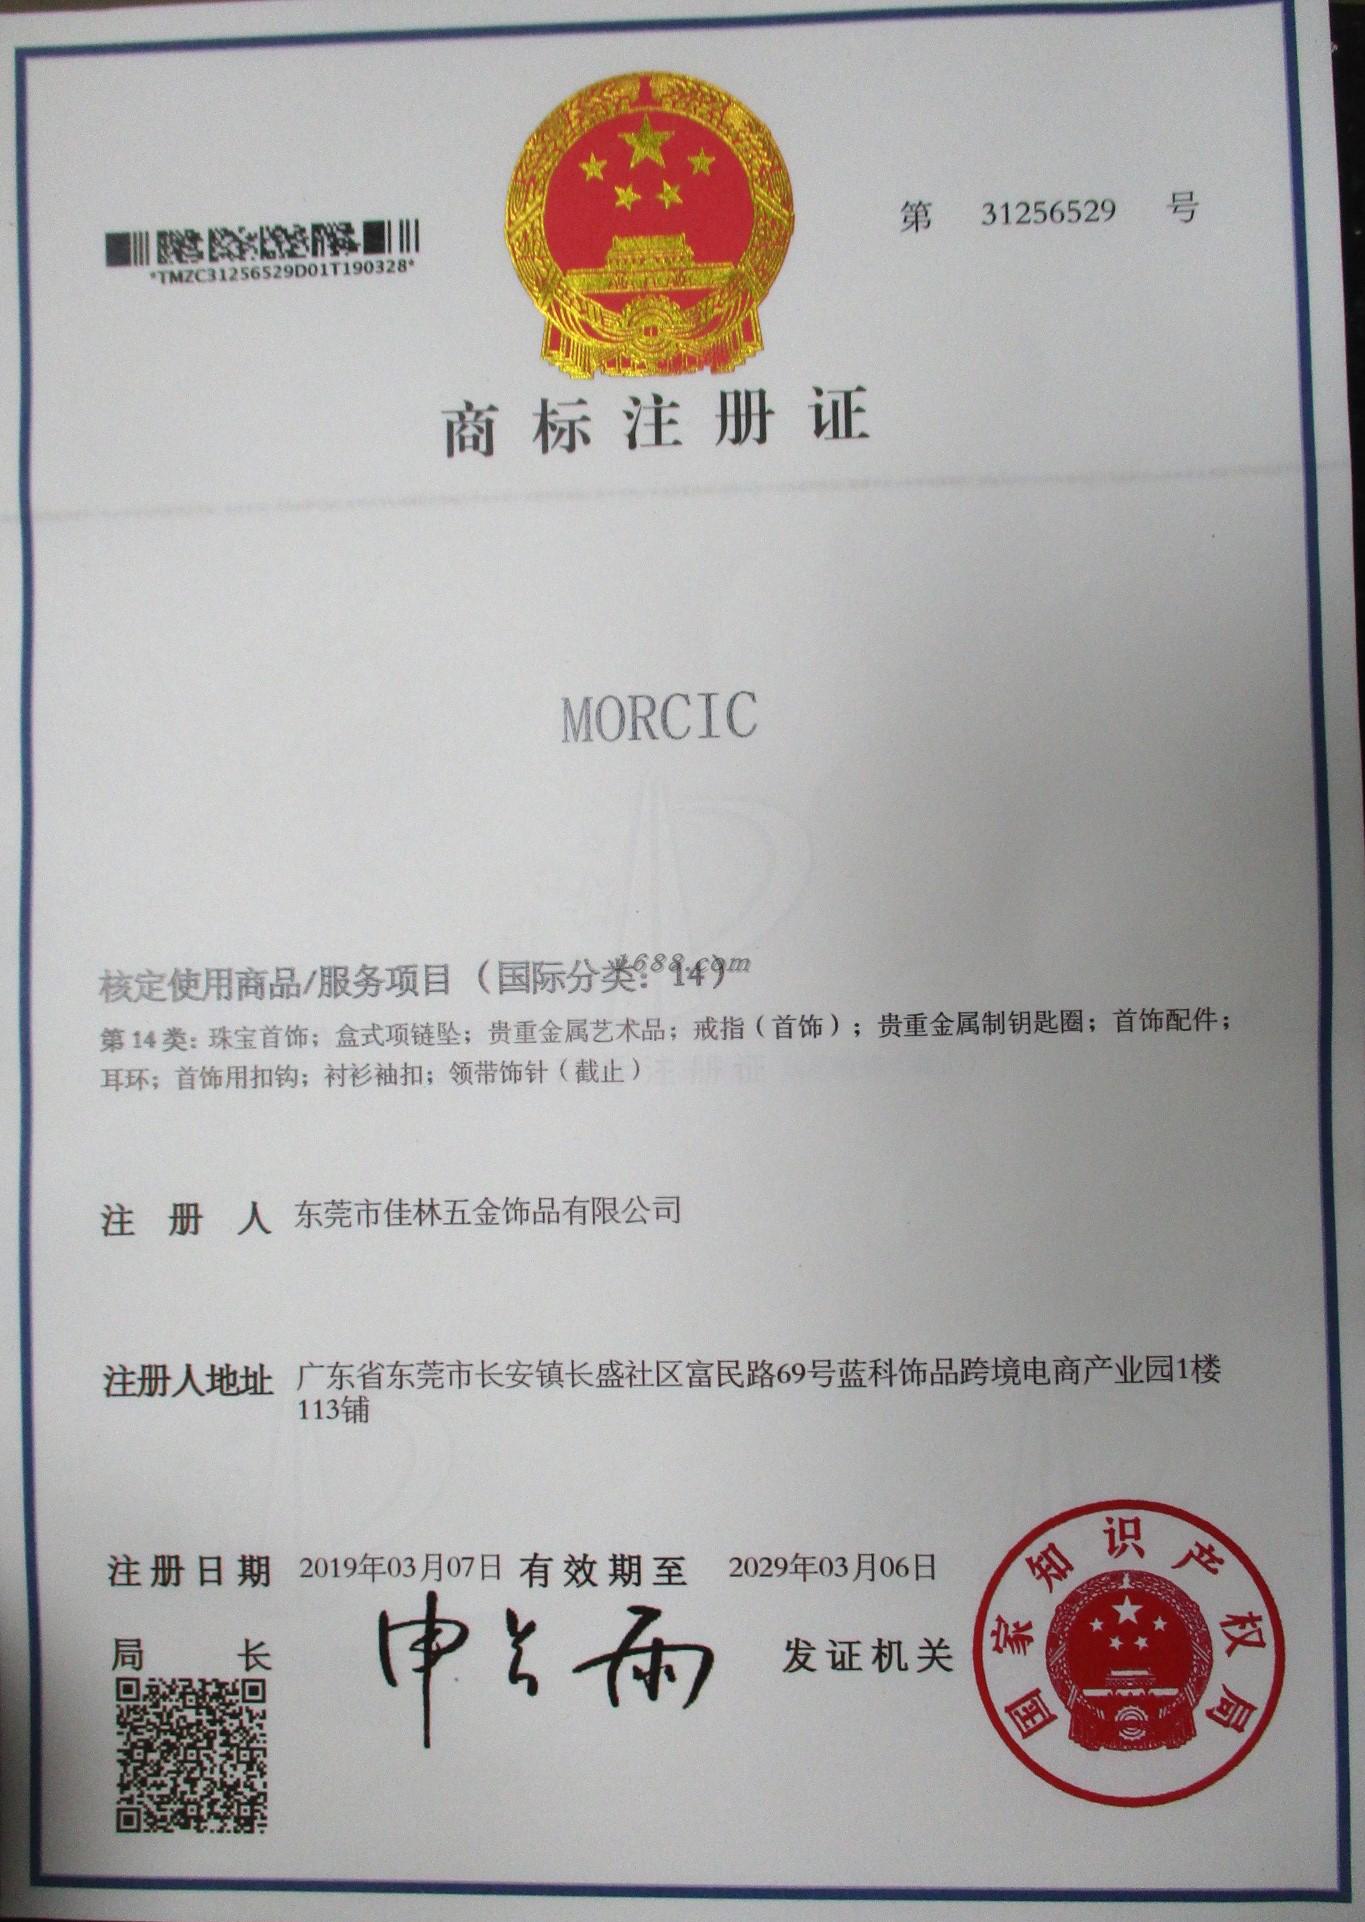 第 31256529 号
*TMZC31256529D01T190328*
商标注册证
MORCIC
1688.com
核定使用商品/服务项目（国际分类：14）
第14类：珠宝首饰；盒式项链坠；贵重金属艺术品；戒指（首饰）；贵重金属制钥匙圈；首饰配件；
耳环；首饰用扣钩；衬衫袖扣；领带饰针（截止）
注册证
注册人 东莞市佳林五金饰品有限公司
注册人地址 广东省东莞市长安镇长盛社区富民路69号蓝科饰品跨境电商产业园1楼
113铺
注册日期 2019年03月07日 有效期至 2029年03月06日
局长 申长雨 发证机关
国家知识产权局